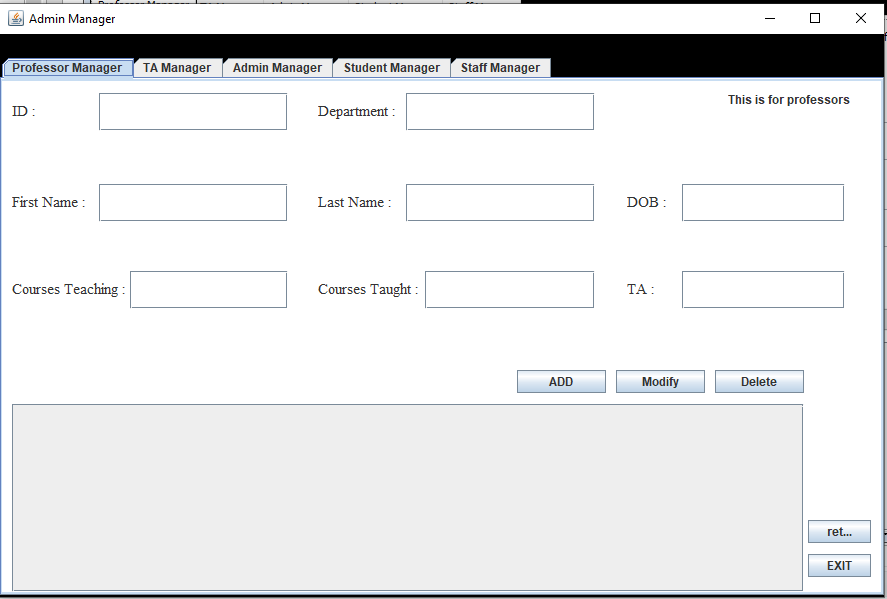 Admin Manager
Professor Manager TA Manager Admin Manager Student Manager Staff Manager
ID : Department : This is for professors
First Name : Last Name : DOB :
Courses Teaching : Courses Taught : TA :
ADD Modify Delete
ret...
EXIT